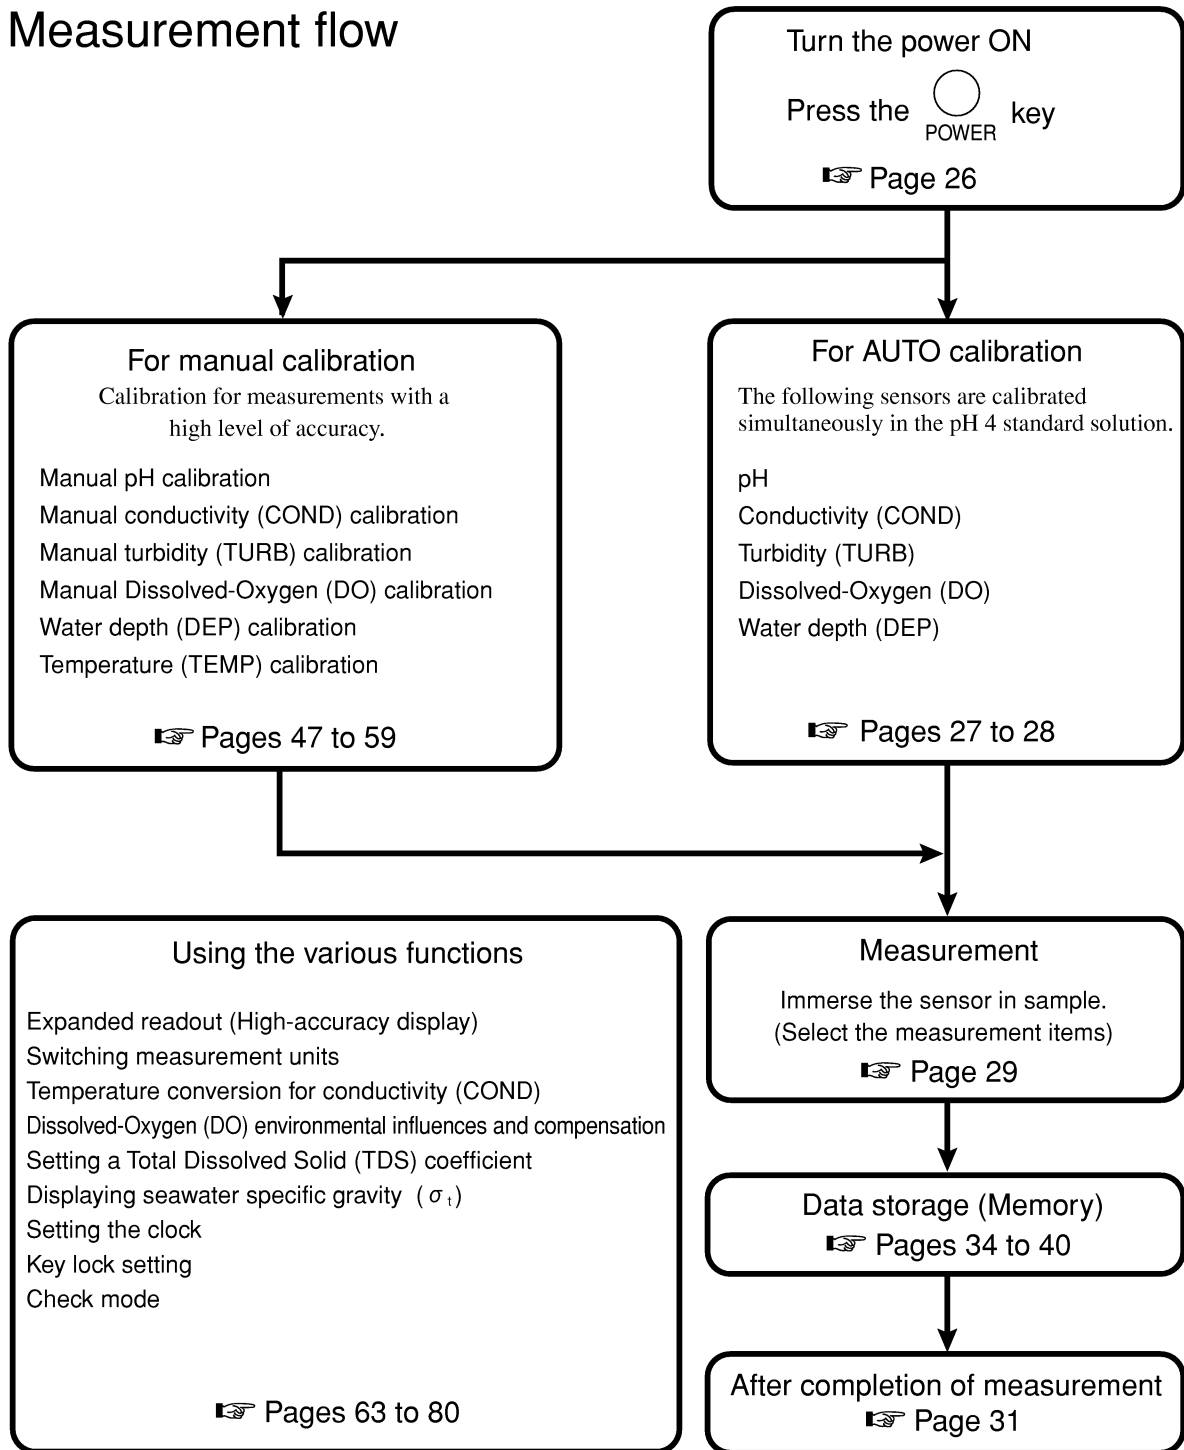 Measurement flow
Turn the power ON
Press the POWER key
☞ Page 26
For manual calibration
Calibration for measurements with a
high level of accuracy.
Manual pH calibration
Manual conductivity (COND) calibration
Manual turbidity (TURB) calibration
Manual Dissolved-Oxygen (DO) calibration
Water depth (DEP) calibration
Temperature (TEMP) calibration
☞ Pages 47 to 59
For AUTO calibration
The following sensors are calibrated
simultaneously in the pH 4 standard solution.
pH
Conductivity (COND)
Turbidity (TURB)
Dissolved-Oxygen (DO)
Water depth (DEP)
☞ Pages 27 to 28
Using the various functions
Expanded readout (High-accuracy display)
Switching measurement units
Temperature conversion for conductivity (COND)
Dissolved-Oxygen (DO) environmental influences and compensation
Setting a Total Dissolved Solid (TDS) coefficient
Displaying seawater specific gravity (σt)
Setting the clock
Key lock setting
Check mode
☞ Pages 63 to 80
Measurement
Immerse the sensor in sample.
(Select the measurement items)
☞ Page 29
Data storage (Memory)
☞ Pages 34 to 40
After completion of measurement
☞ Page 31